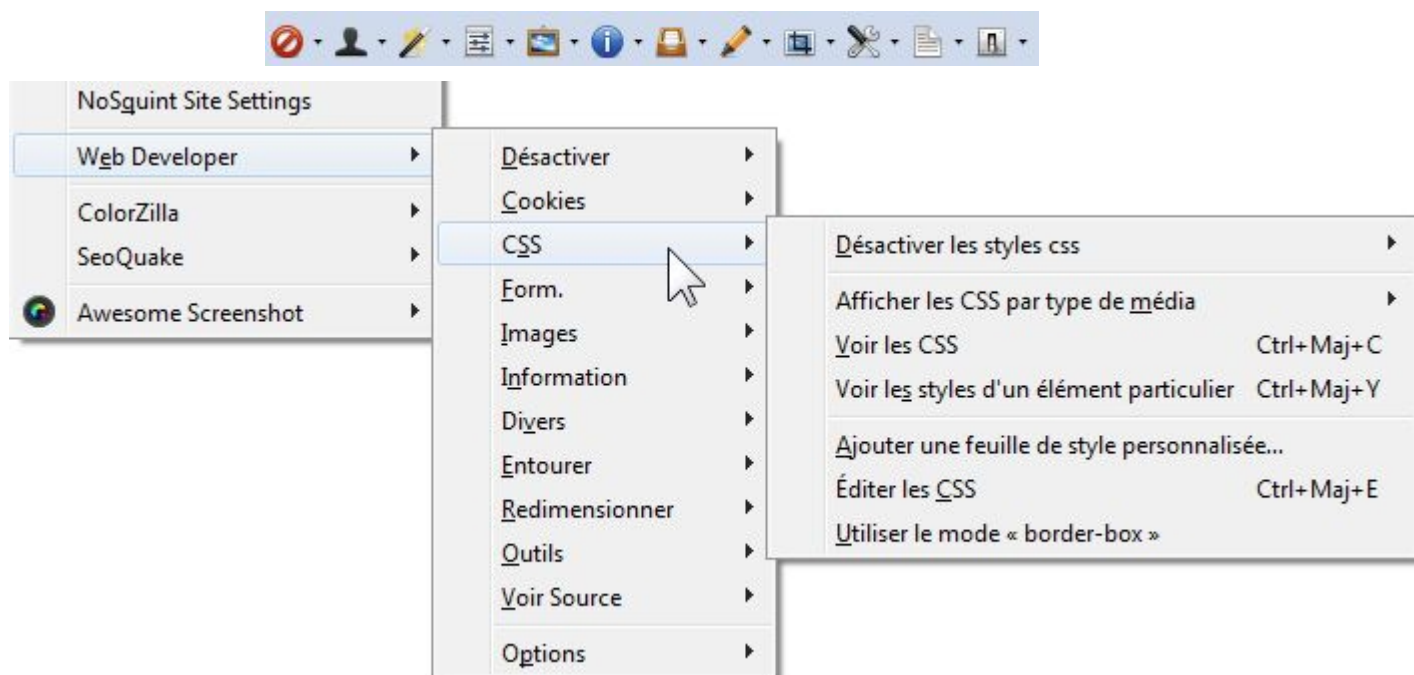 NoSquint Site Settings
Web Developer
ColorZilla
SeoQuake
Awesome Screenshot
Désactiver
Cookies
CSS
Form.
Images
Information
Divers
Entourer
Redimensionner
Outils
Voir Source
Options
Désactiver les styles css
Afficher les CSS par type de média
Voir les CSS Ctrl+Maj+C
Voir les styles d'un élément particulier Ctrl+Maj+Y
Ajouter une feuille de style personnalisée...
Éditer les CSS Ctrl+Maj+E
Utiliser le mode « border-box »